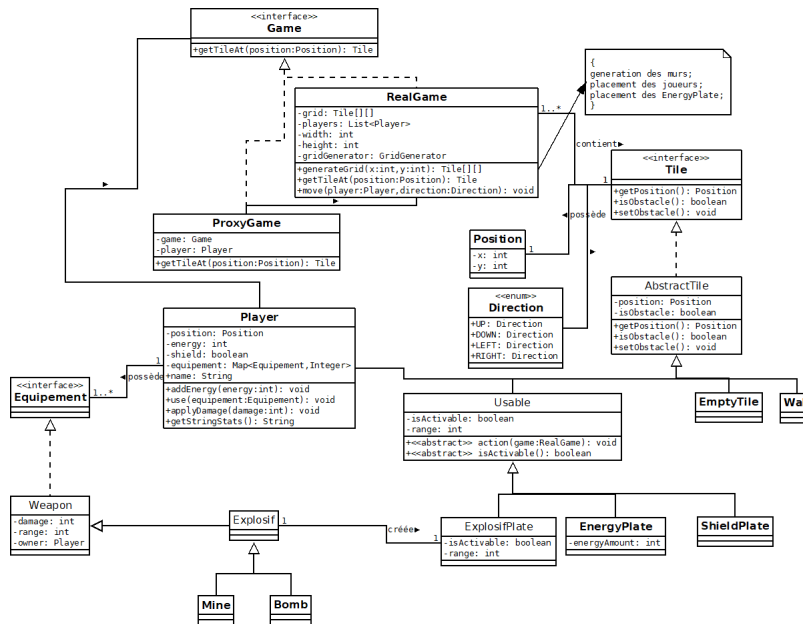 <<interface>>
Game
+getTileAt(position:Position): Tile
{
generation des murs;
placement des joueurs;
placement des EnergyPlate;
}
RealGame
-grid: Tile[][]
-players: List<Player>
-width: int
-height: int
-gridGenerator: GridGenerator
+generateGrid(x:int,y:int): Tile[][]
+getTileAt(position:Position): Tile
+move(player:Player,direction:Direction): void
1..*
contient
1
<<interface>>
Tile
+getPosition(): Position
+isObstacle(): boolean
+setObstacle(): void
ProxyGame
-game: Game
-player: Player
+getTileAt(position:Position): Tile
possède
Position
-x: int
-y: int
1
<<enum>>
Direction
+UP: Direction
+DOWN: Direction
+LEFT: Direction
+RIGHT: Direction
AbstractTile
-position: Position
-isObstacle: boolean
+getPosition(): Position
+isObstacle(): boolean
+setObstacle(): void
Player
-position: Position
-energy: int
-shield: boolean
-equipement: Map<Equipement,Integer>
+name: String
+addEnergy(energy:int): void
+use(equipement:Equipement): void
+applyDamage(damage:int): void
+getStringStats(): String
1
possède
1..*
<<interface>>
Equipement
Usable
-isActivable: boolean
-range: int
+<<abstract>> action(game:RealGame): void
+<<abstract>> isActivable(): boolean
EmptyTile
Wa
Weapon
-damage: int
-range: int
-owner: Player
Explosif
1
créée
1
ExplosifPlate
-isActivable: boolean
-range: int
EnergyPlate
-energyAmount: int
ShieldPlate
Mine
Bomb